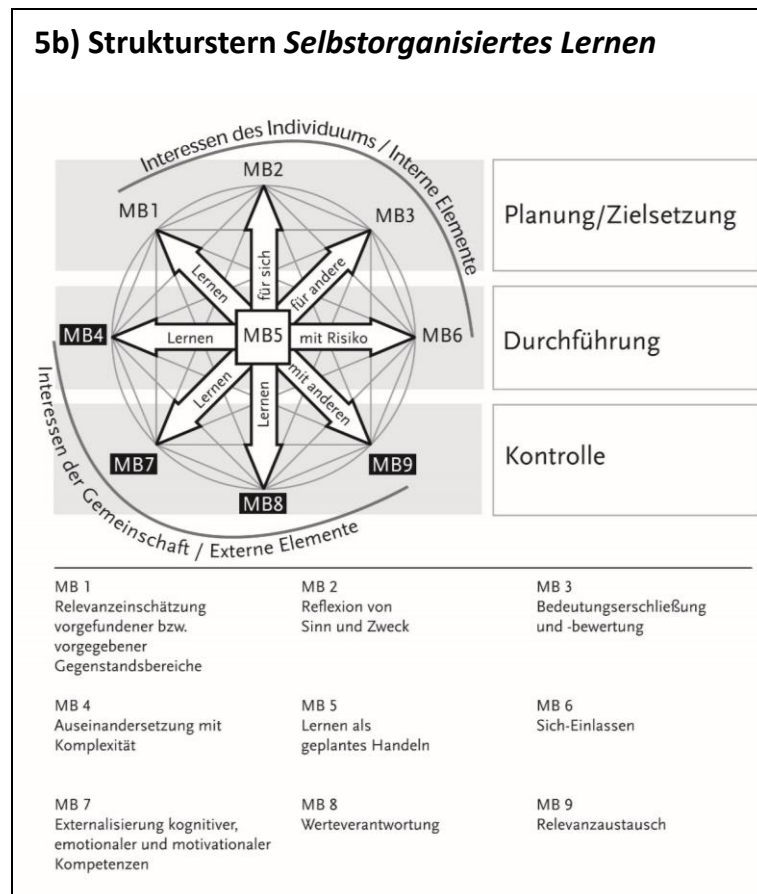 5b) Strukturstern Selbstorganisiertes Lernen
Interessen des Individuums / Interne Elemente
MB2
MB1
MB3
Planung/Zielsetzung
Lernen
für sich
für andere
MB4
Lernen
MB5
mit Risiko
MB6
Durchführung
Lernen
Lernen
mit anderen
MB7
MB9
Kontrolle
MB8
Interessen der Gemeinschaft / Externe Elemente
MB 1
Relevanzeinschätzung
vorgefundener bzw.
vorgegebener
Gegenstandsbereiche
MB 2
Reflexion von
Sinn und Zweck
MB 3
Bedeutungserschließung
und -bewertung
MB 4
Auseinandersetzung mit
Komplexität
MB 5
Lernen als
geplantes Handeln
MB 6
Sich-Einlassen
MB 7
Externalisierung kognitiver,
emotionaler und motivationaler
Kompetenzen
MB 8
Werteverantwortung
MB 9
Relevanzaustausch